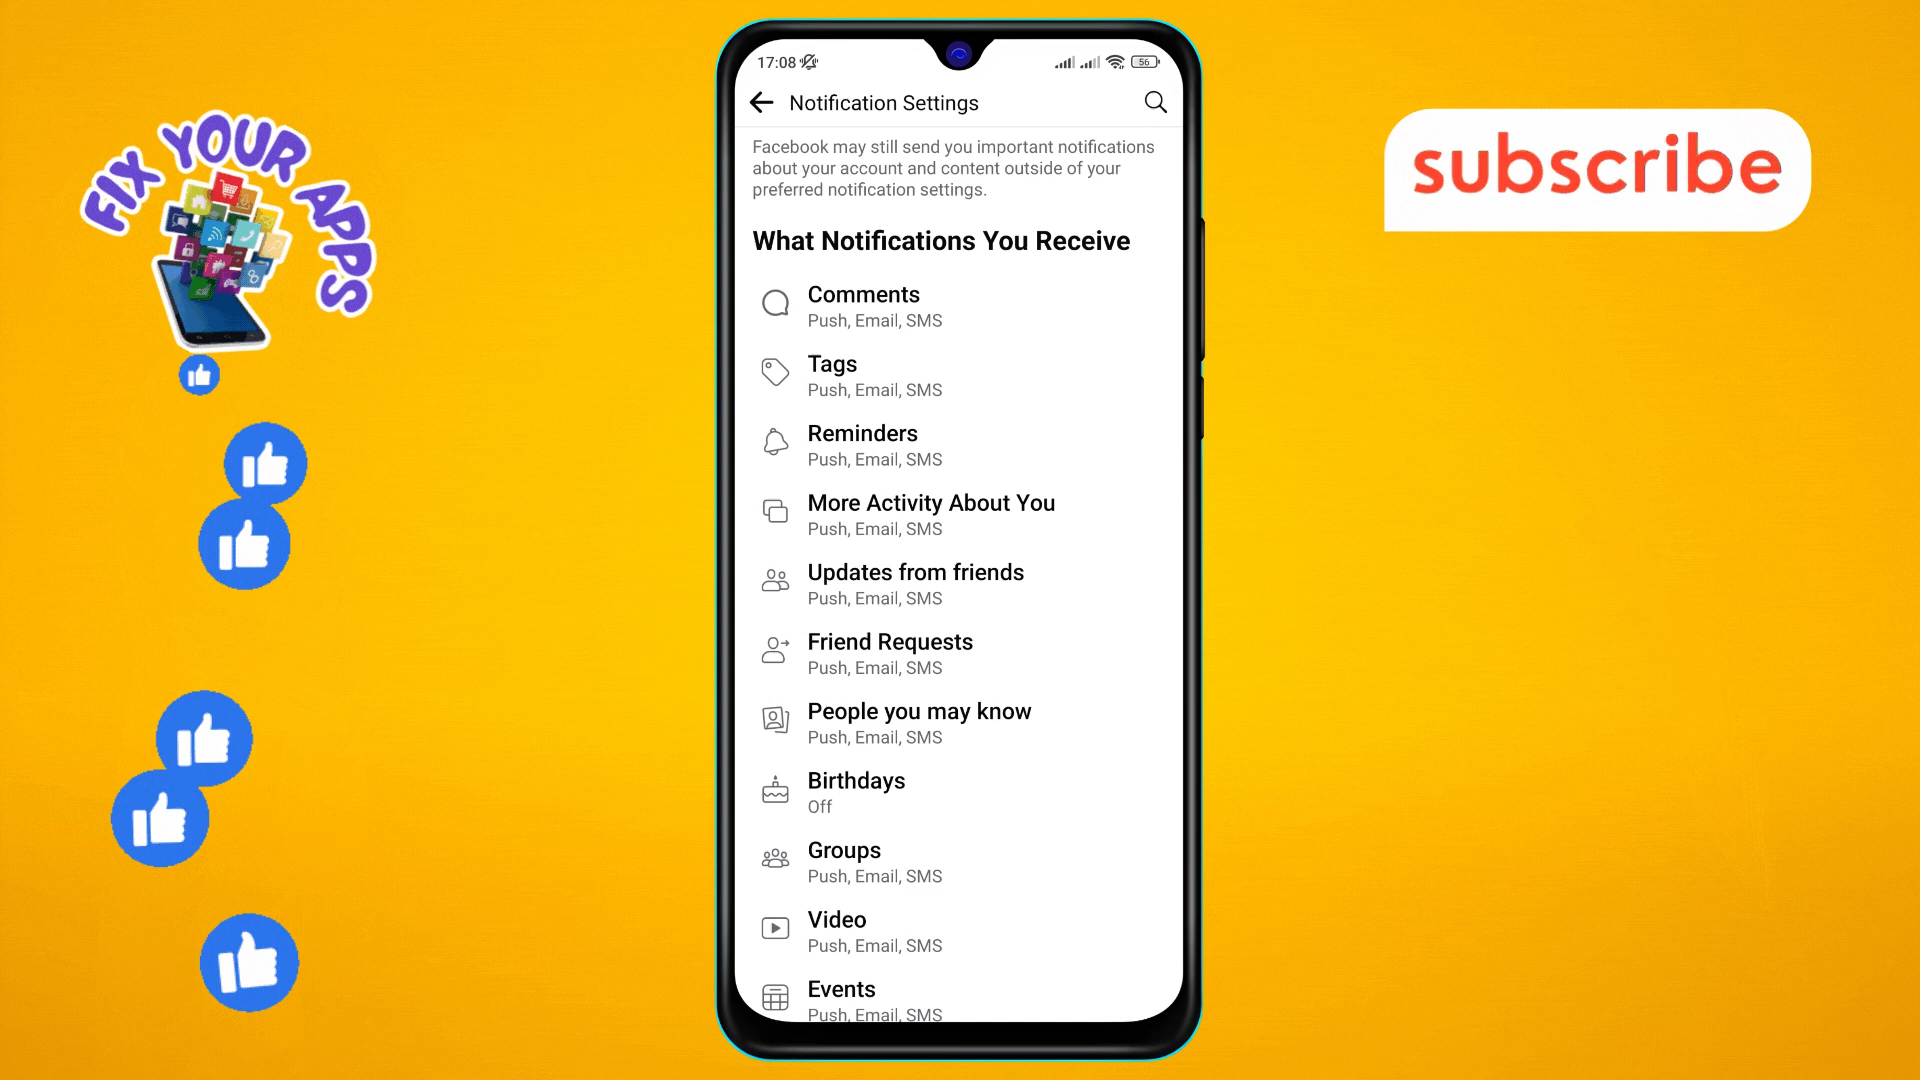 FIX YOUR APPS
17:08
56
Notification Settings
Facebook may still send you important notifications
about your account and content outside of your
preferred notification settings.
What Notifications You Receive
Comments
Push, Email, SMS
Tags
Push, Email, SMS
Reminders
Push, Email, SMS
More Activity About You
Push, Email, SMS
Updates from friends
Push, Email, SMS
Friend Requests
Push, Email, SMS
People you may know
Push, Email, SMS
Birthdays
Off
Groups
Push, Email, SMS
Video
Push, Email, SMS
Events
Push, Email, SMS
subscribe